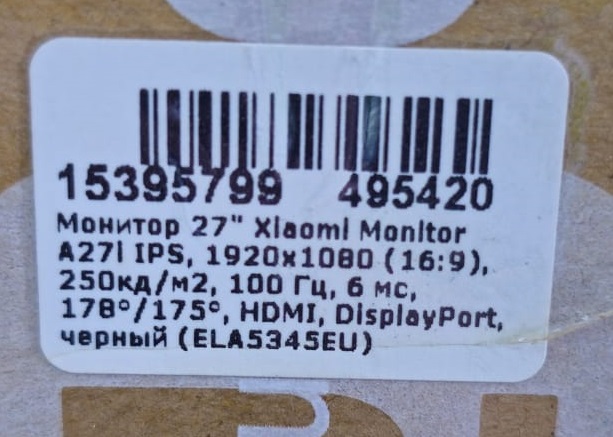 15395799 495420
Монитор 27" Xiaomi Monitor
A27i IPS, 1920x1080 (16:9),
250кд/м2, 100 Гц, 6 мс,
178°/175°, HDMI, DisplayPort,
черный (ELA5345EU)